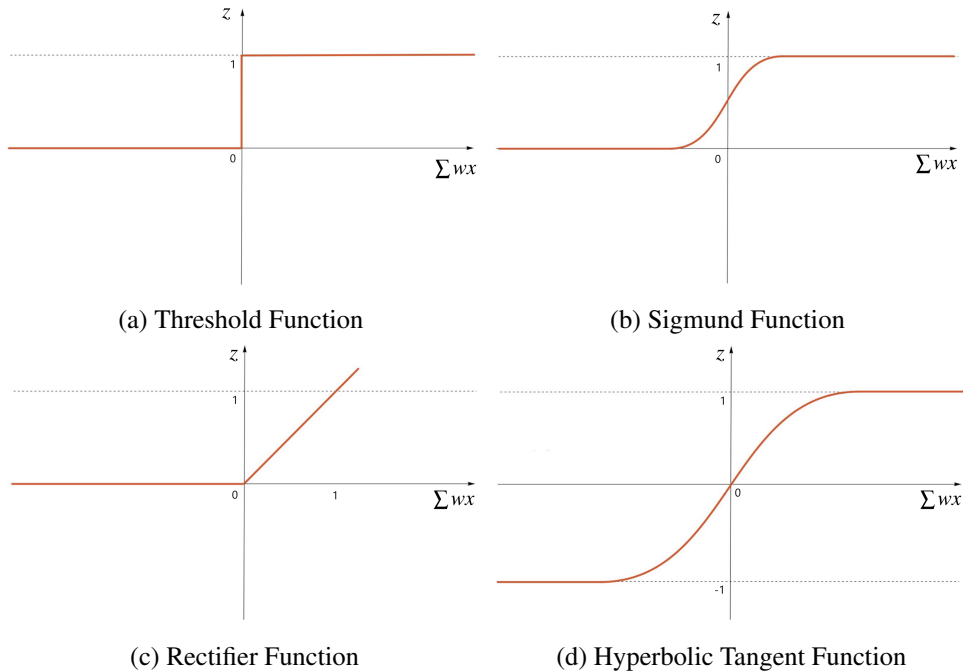 z
1
0
∑ wx
(a) Threshold Function
z
1
0
∑ wx
(b) Sigmund Function
z
1
0
1
∑ wx
(c) Rectifier Function
z
1
0
∑ wx
-1
(d) Hyperbolic Tangent Function